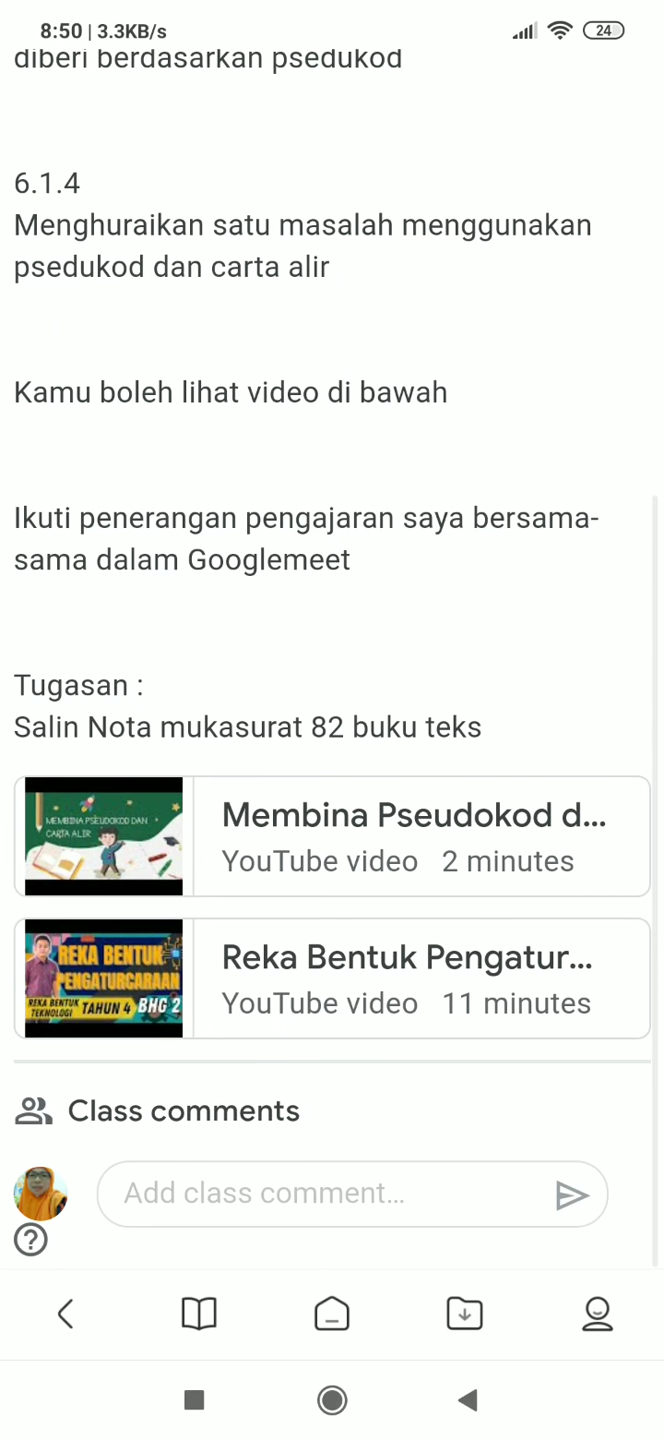 8:50 | 3.3KB/s
24
diberi berdasarkan psedukod
6.1.4
Menghuraikan satu masalah menggunakan
psedukod dan carta alir
Kamu boleh lihat video di bawah
Ikuti penerangan pengajaran saya bersama-
sama dalam Googlemeet
Tugasan :
Salin Nota mukasurat 82 buku teks
MEMBINA PSEUDOKOD DAN
CARTA ALIR
Membina Pseudokod d...
YouTube video 2 minutes
REKA BENTUK
PENGATURCARAAN
REKA BENTUK
TEKNOLOGI TAHUN 4 BHG 2
Reka Bentuk Pengatur...
YouTube video 11 minutes
Class comments
Add class comment...